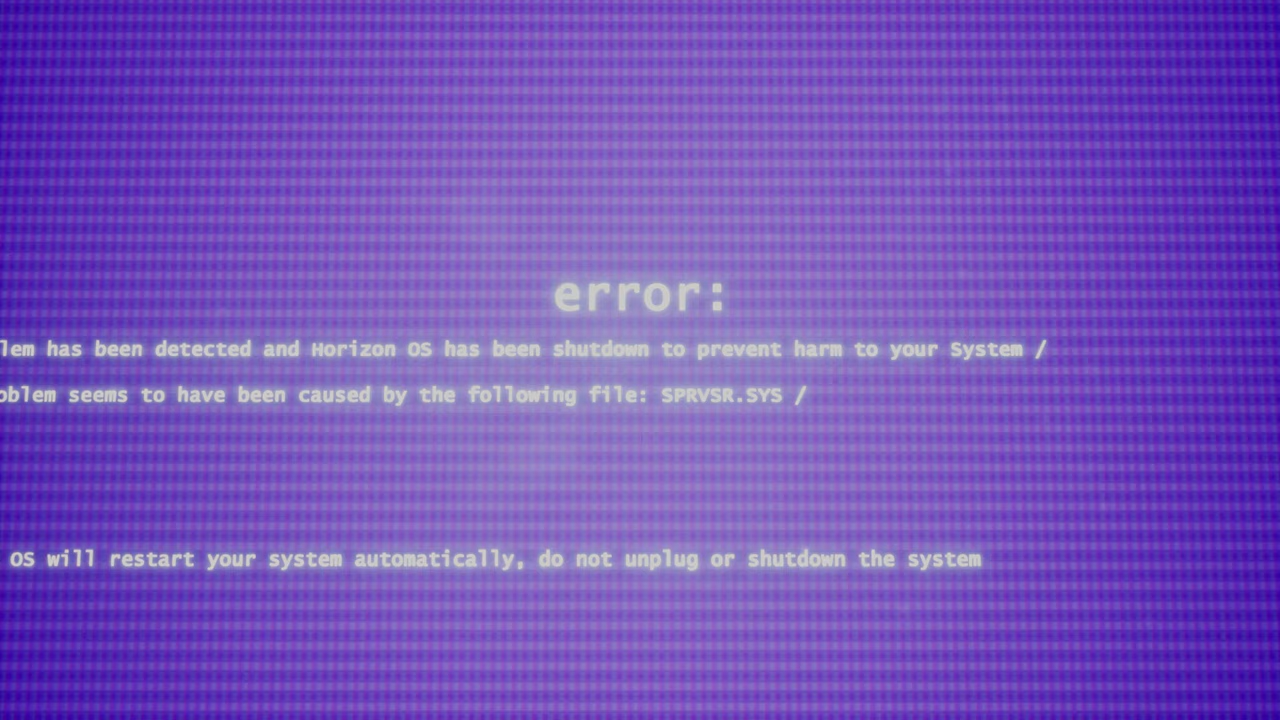 error:
lem has been detected and Horizon OS has been shutdown to prevent harm to your System /
oblem seems to have been caused by the following file: SPRVSR.SYS /
OS will restart your system automatically, do not unplug or shutdown the system